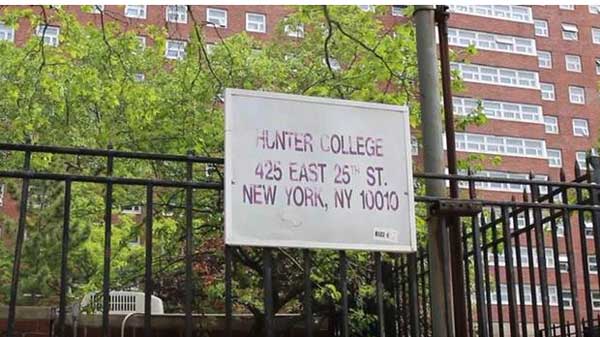 HUNTER COLLEGE
425 EAST 25TH ST.
NEW YORK, NY 10010